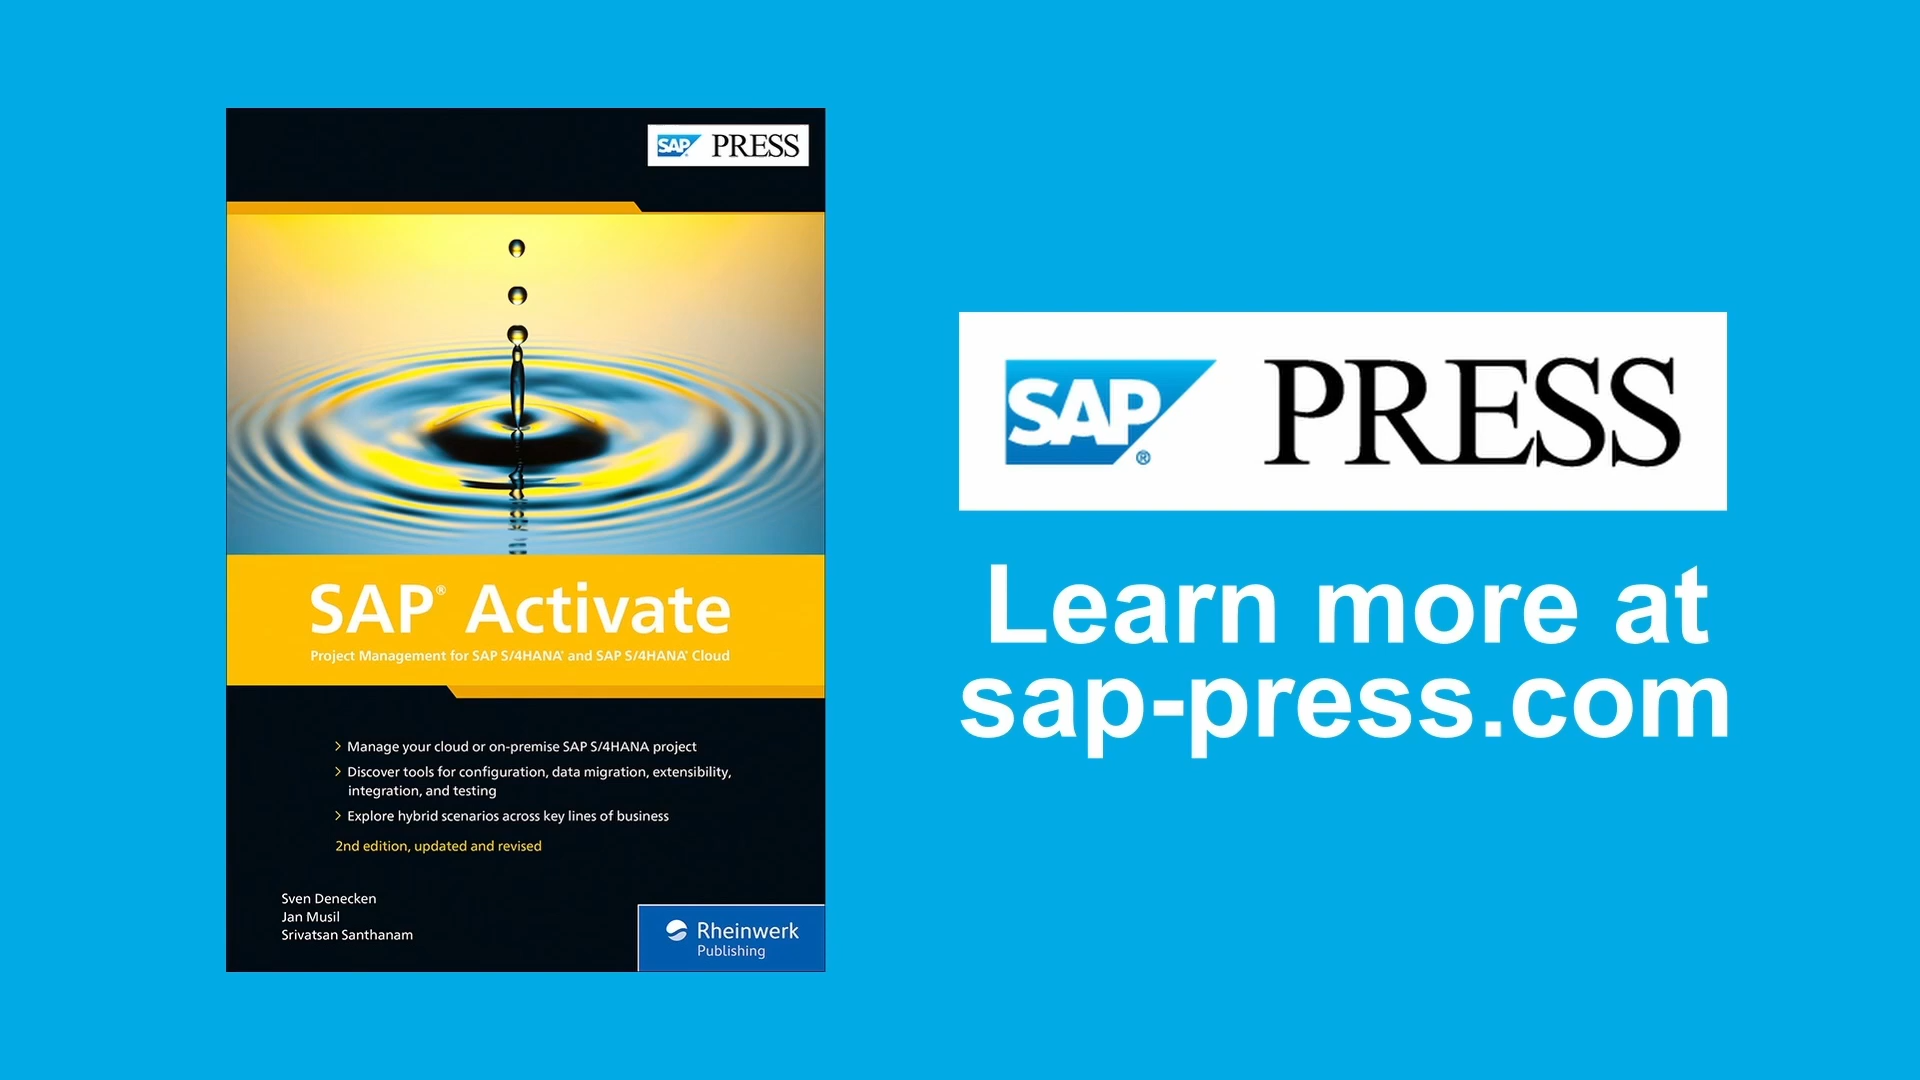 SAP PRESS
SAP® Activate
Project Management for SAP S/4HANA® and SAP S/4HANA® Cloud
> Manage your cloud or on-premise SAP S/4HANA project
> Discover tools for configuration, data migration, extensibility,
integration, and testing
> Explore hybrid scenarios across key lines of business
2nd edition, updated and revised
Sven Denecken
Jan Musil
Srivatsan Santhanam
Rheinwerk
Publishing
SAP® PRESS
Learn more at
sap-press.com